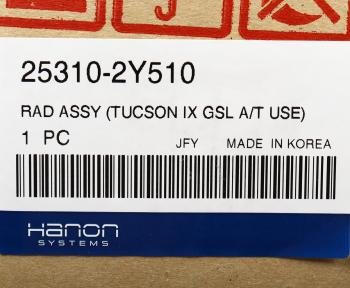 25310-2Y510
RAD ASSY (TUCSON IX GSL A/T USE)
1 PC JFY MADE IN KOREA
Hanon
SYSTEMS